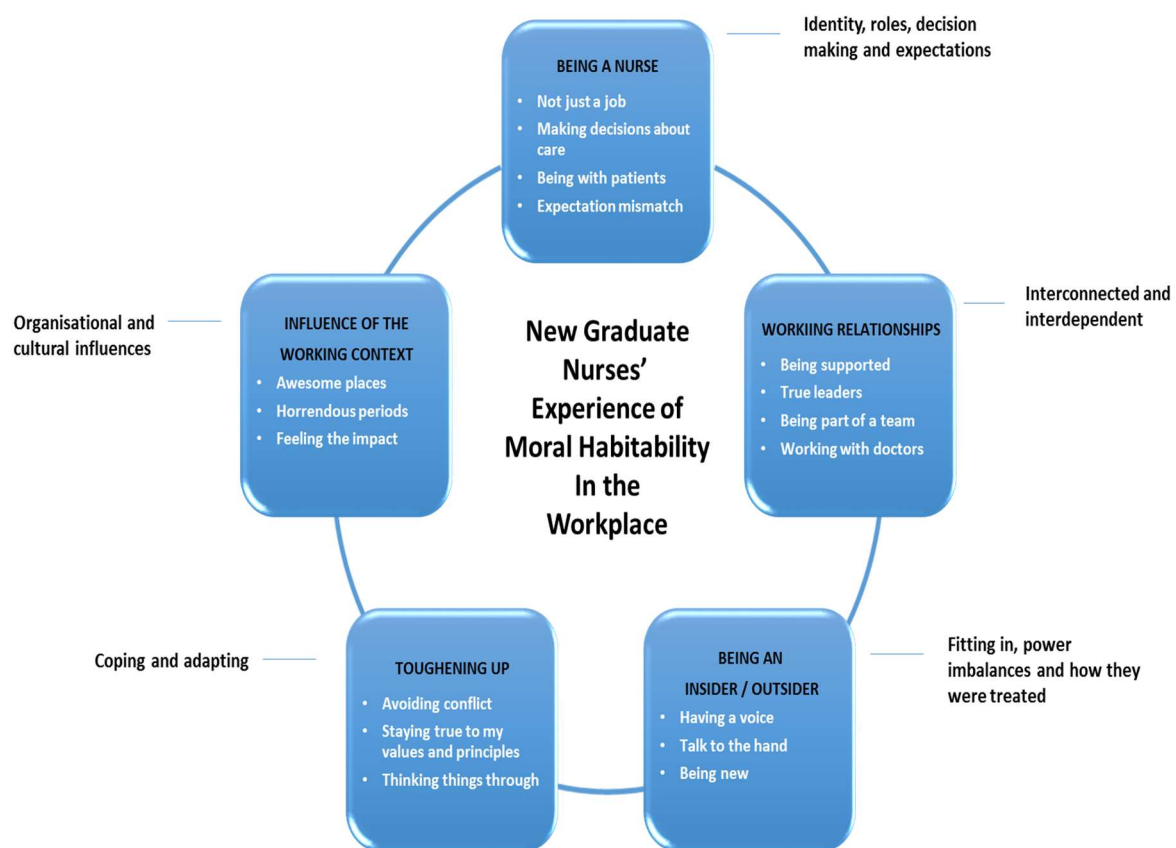 Identity, roles, decision
making and expectations
BEING A NURSE
• Not just a job
• Making decisions about
care
• Being with patients
• Expectation mismatch
Organisational and
cultural influences
INFLUENCE OF THE
WORKING CONTEXT
• Awesome places
• Horrendous periods
• Feeling the impact
New Graduate
Nurses’
Experience of
Moral Habitability
In the
Workplace
WORKIING RELATIONSHIPS
• Being supported
• True leaders
• Being part of a team
• Working with doctors
Interconnected and
interdependent
Coping and adapting
TOUGHENING UP
• Avoiding conflict
• Staying true to my
values and principles
• Thinking things through
BEING AN
INSIDER / OUTSIDER
• Having a voice
• Talk to the hand
• Being new
Fitting in, power
imbalances and how they
were treated